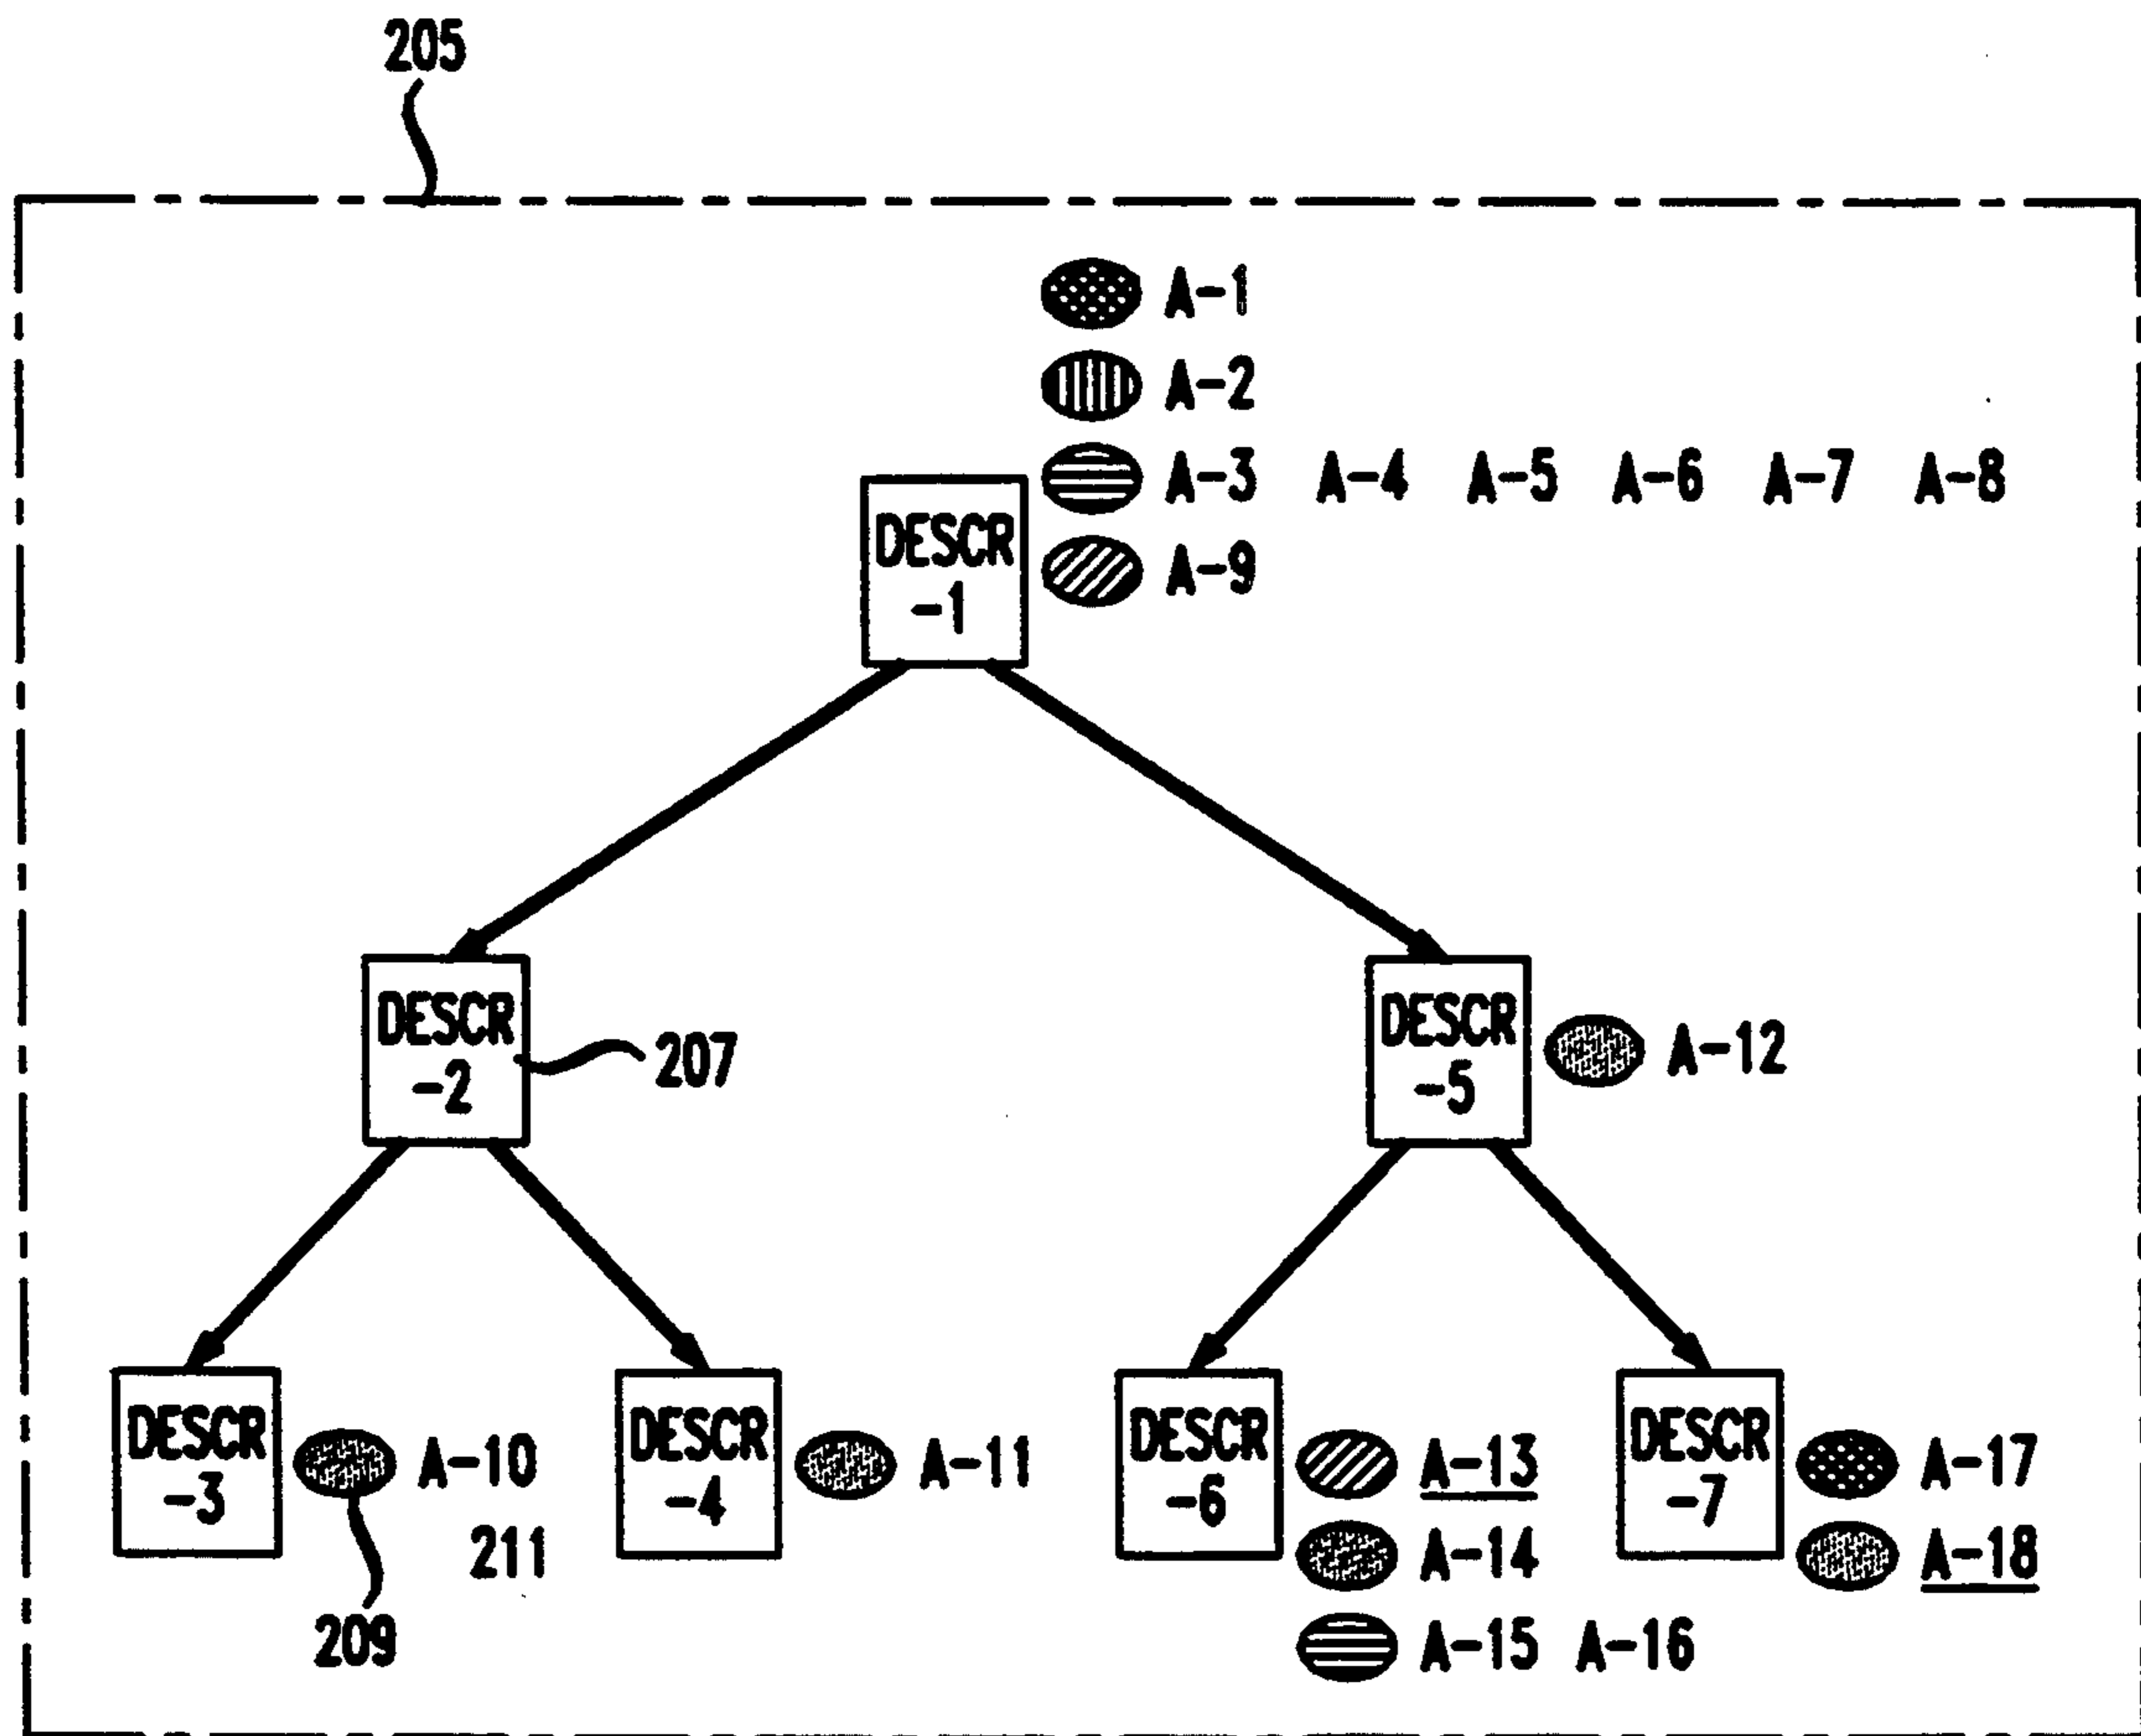 205
A-1
A-2
A-3 A-4 A-5 A-6 A-7 A-8
DESCR
-1
A-9
DESCR
-2
207
DESCR
-5
A-12
DESCR
-3
A-10
211
209
DESCR
-4
A-11
DESCR
-6
A-13
A-14
A-15 A-16
DESCR
-7
A-17
A-18